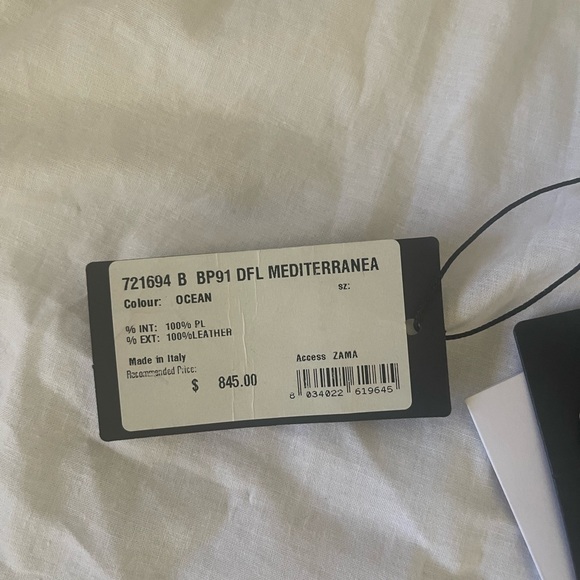 721694 B BP91 DFL MEDITERRANEA
Colour: OCEAN sz:
% INT: 100% PL
% EXT: 100%LEATHER
Made in Italy
Recommended Price:
$ 845.00
Access ZAMA
8 034022 619645